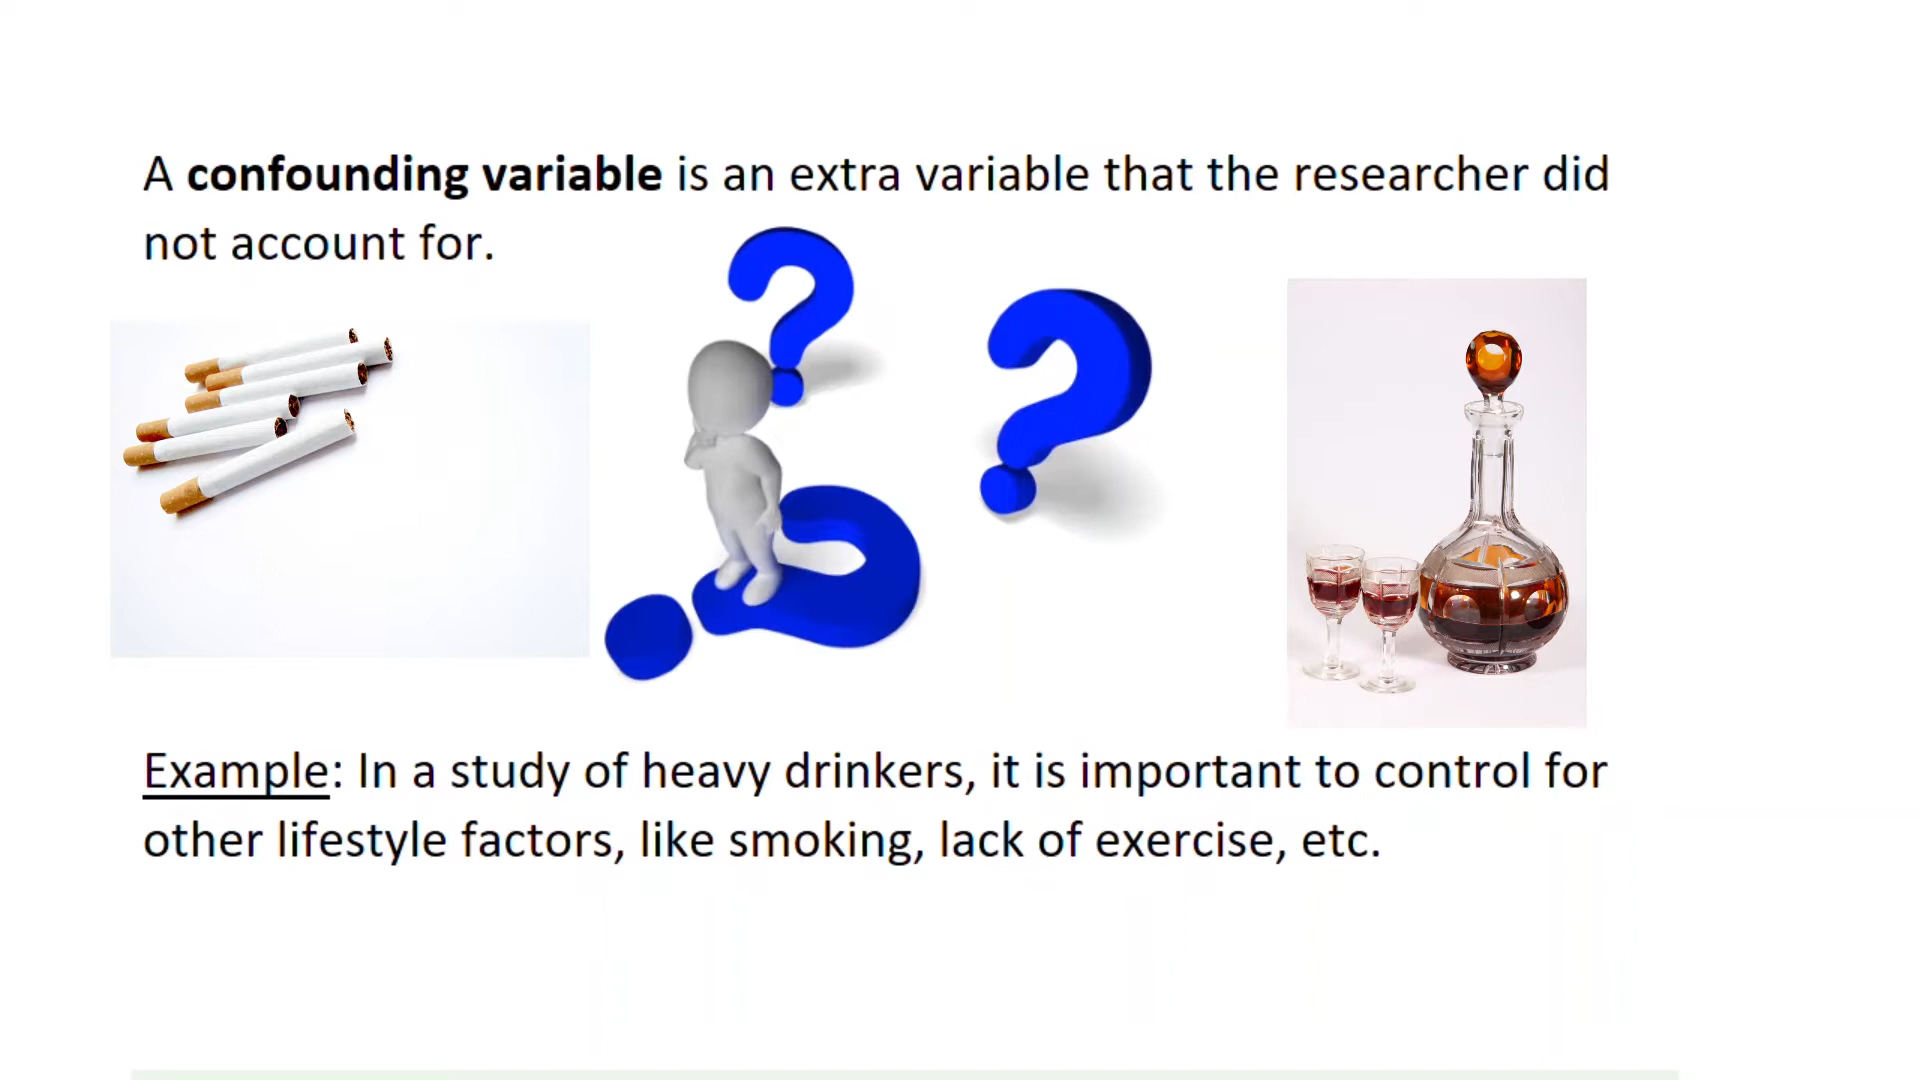 A confounding variable is an extra variable that the researcher did
not account for.
Example: In a study of heavy drinkers, it is important to control for
other lifestyle factors, like smoking, lack of exercise, etc.